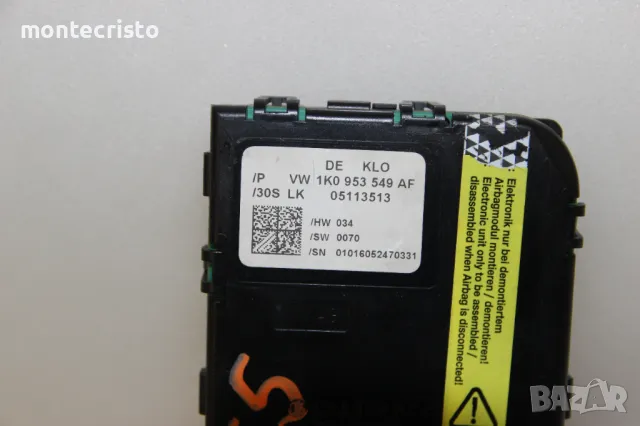 montecristo
DE KLO
/P VW 1K0 953 549 AF
/30S LK 05113513
/HW 034
/SW 0070
/SN 01016052470331
Elektronik nur bei demontiertem
Airbagmodul montieren / demontieren!
Electronic unit only to be assembled /
disassembled when Airbag is disconnected!
BAZAR